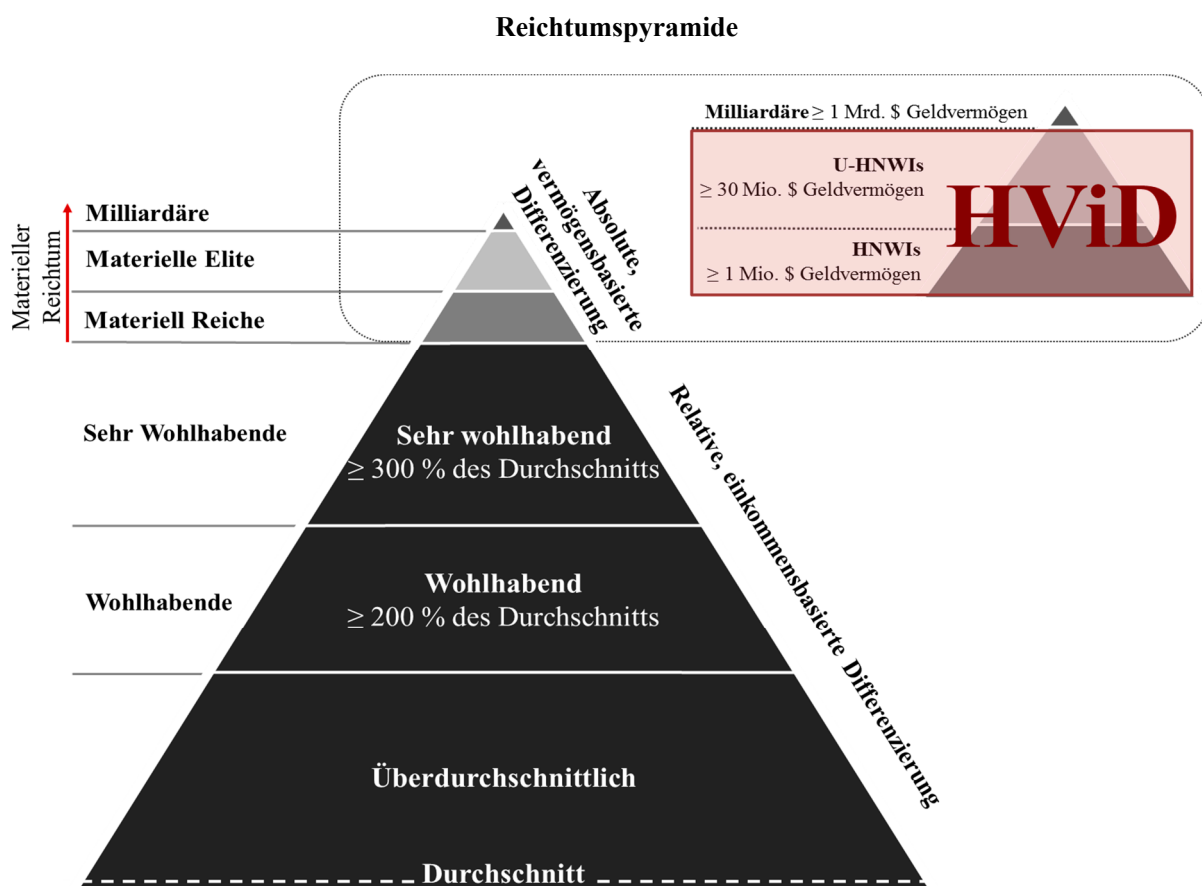 Reichtumspyramide
Milliardäre ≥ 1 Mrd. $ Geldvermögen
U-HNWIs
≥ 30 Mio. $ Geldvermögen
HNWIs
≥ 1 Mio. $ Geldvermögen
HViD
Absolute,
vermögensbasierte
Differenzierung
Materieller
Reichtum
Milliardäre
Materielle Elite
Materiell Reiche
Sehr Wohlhabende
Sehr wohlhabend
≥ 300 % des Durchschnitts
Relative, einkommensbasierte Differenzierung
Wohlhabende
Wohlhabend
≥ 200 % des Durchschnitts
Überdurchschnittlich
Durchschnitt